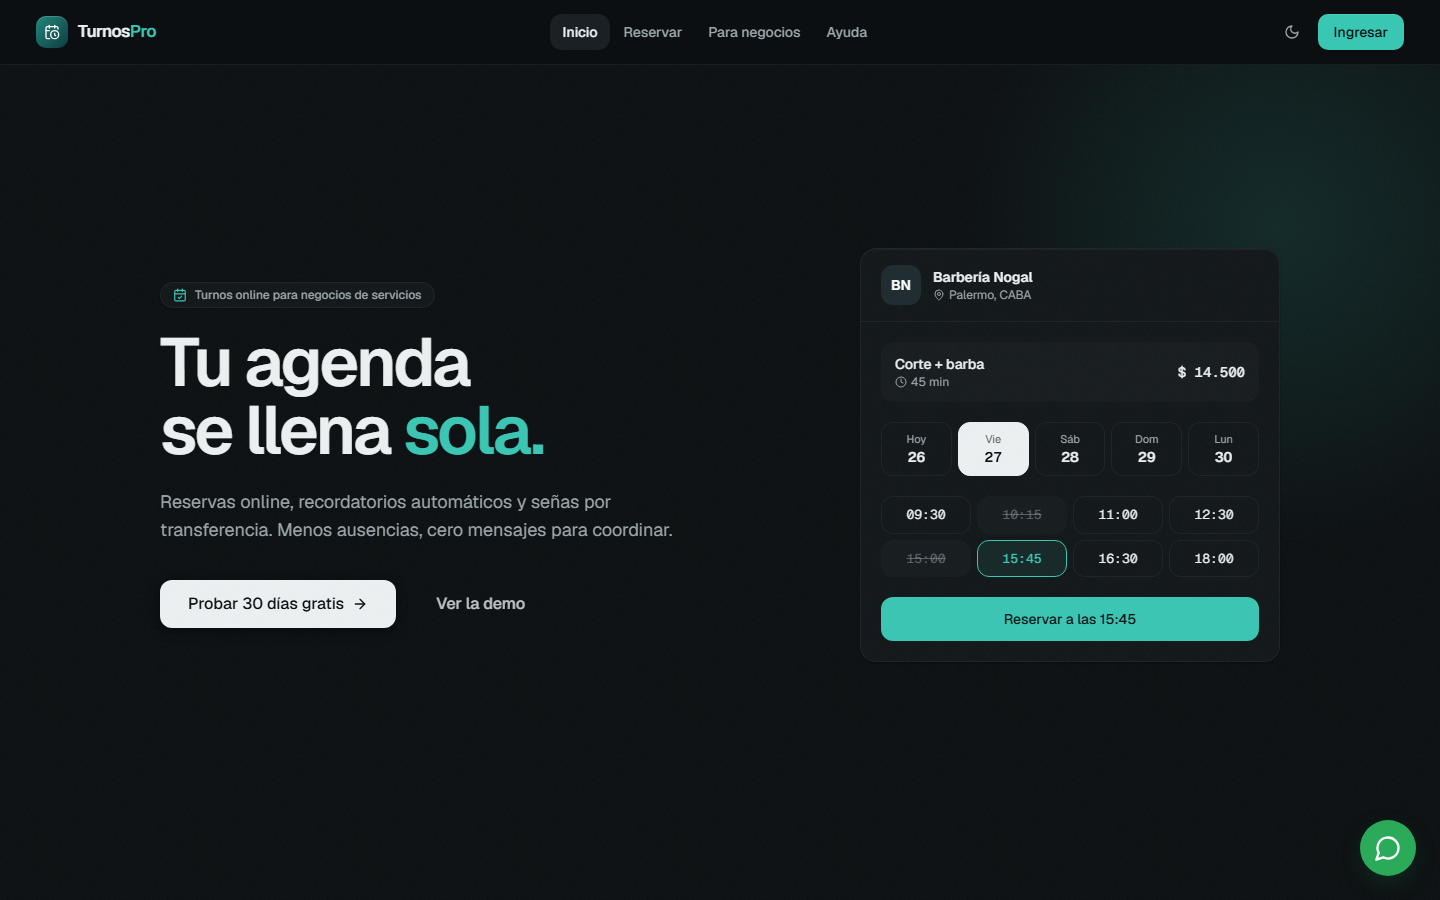 TurnosPro
Inicio
Reservar
Para negocios
Ayuda
Ingresar
Turnos online para negocios de servicios
Tu agenda
se llena sola.
Reservas online, recordatorios automáticos y señas por
transferencia. Menos ausencias, cero mensajes para coordinar.
Probar 30 días gratis
Ver la demo
BN
Barbería Nogal
Palermo, CABA
Corte + barba
45 min
$ 14.500
Hoy
26
Vie
27
Sáb
28
Dom
29
Lun
30
09:30
10:15
11:00
12:30
15:00
15:45
16:30
18:00
Reservar a las 15:45